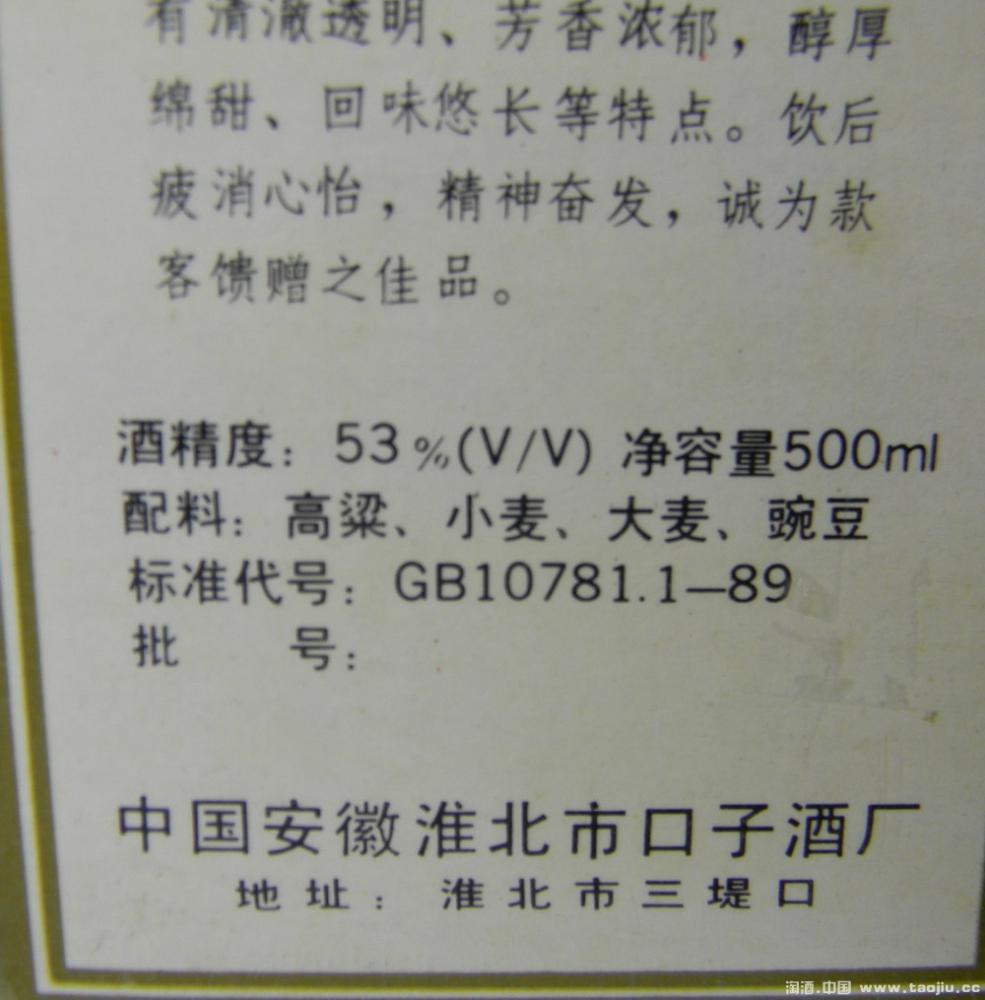 有清澈透明、芳香浓郁，醇厚
绵甜、回味悠长等特点。饮后
疲消心怡，精神奋发，诚为款
客馈赠之佳品。
酒精度：53%(V/V) 净容量500ml
配料：高粱、小麦、大麦、豌豆
标准代号：GB10781.1—89
批　　号：
中国安徽淮北市口子酒厂
地址：淮北市三堤口
淘酒.中国 www.taojiu.cc